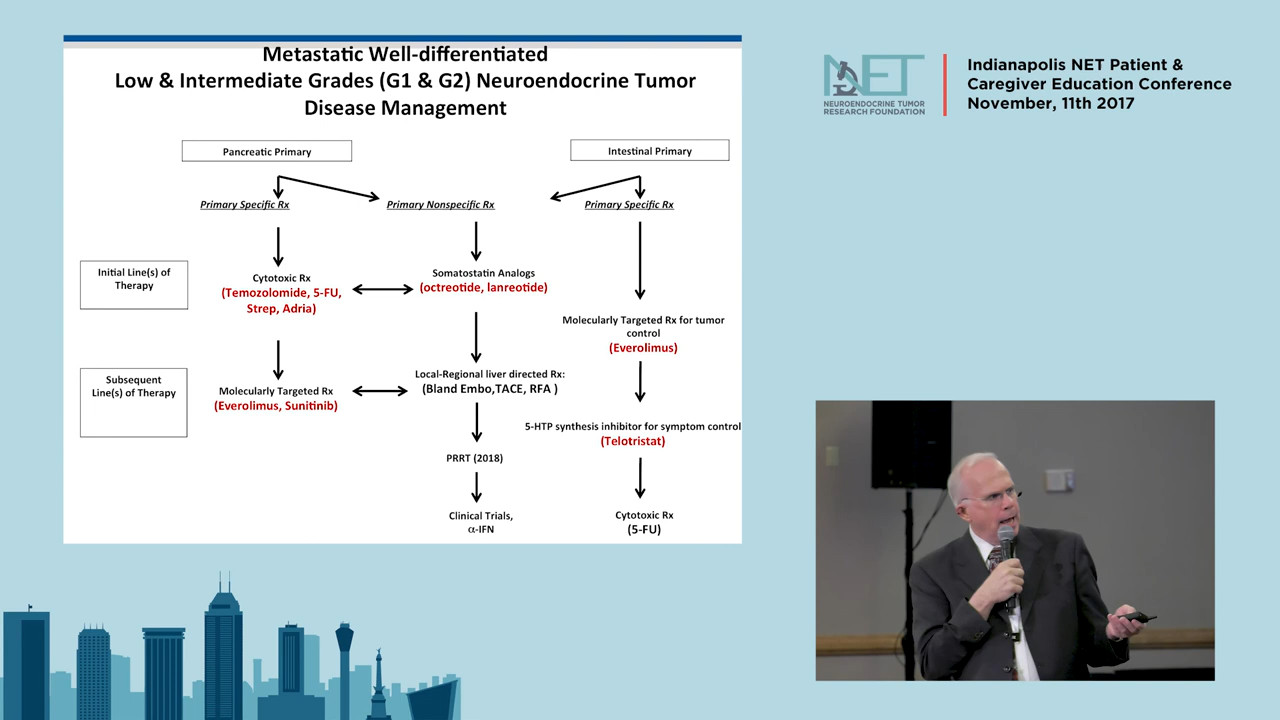 Metastatic Well-differentiated
Low & Intermediate Grades (G1 & G2) Neuroendocrine Tumor
Disease Management
Pancreatic Primary
Intestinal Primary
Primary Specific Rx
Primary Nonspecific Rx
Primary Specific Rx
Initial Line(s) of
Therapy
Cytotoxic Rx
(Temozolomide, 5-FU,
Strep, Adria)
Somatostatin Analogs
(octreotide, lanreotide)
Molecularly Targeted Rx for tumor
control
(Everolimus)
Subsequent
Line(s) of Therapy
Molecularly Targeted Rx
(Everolimus, Sunitinib)
Local-Regional liver directed Rx:
(Bland Embo,TACE, RFA )
5-HTP synthesis inhibitor for symptom control
(Telotristat)
PRRT (2018)
Clinical Trials,
α-IFN
Cytotoxic Rx
(5-FU)
NET
NEUROENDOCRINE TUMOR
RESEARCH FOUNDATION
Indianapolis NET Patient &
Caregiver Education Conference
November, 11th 2017